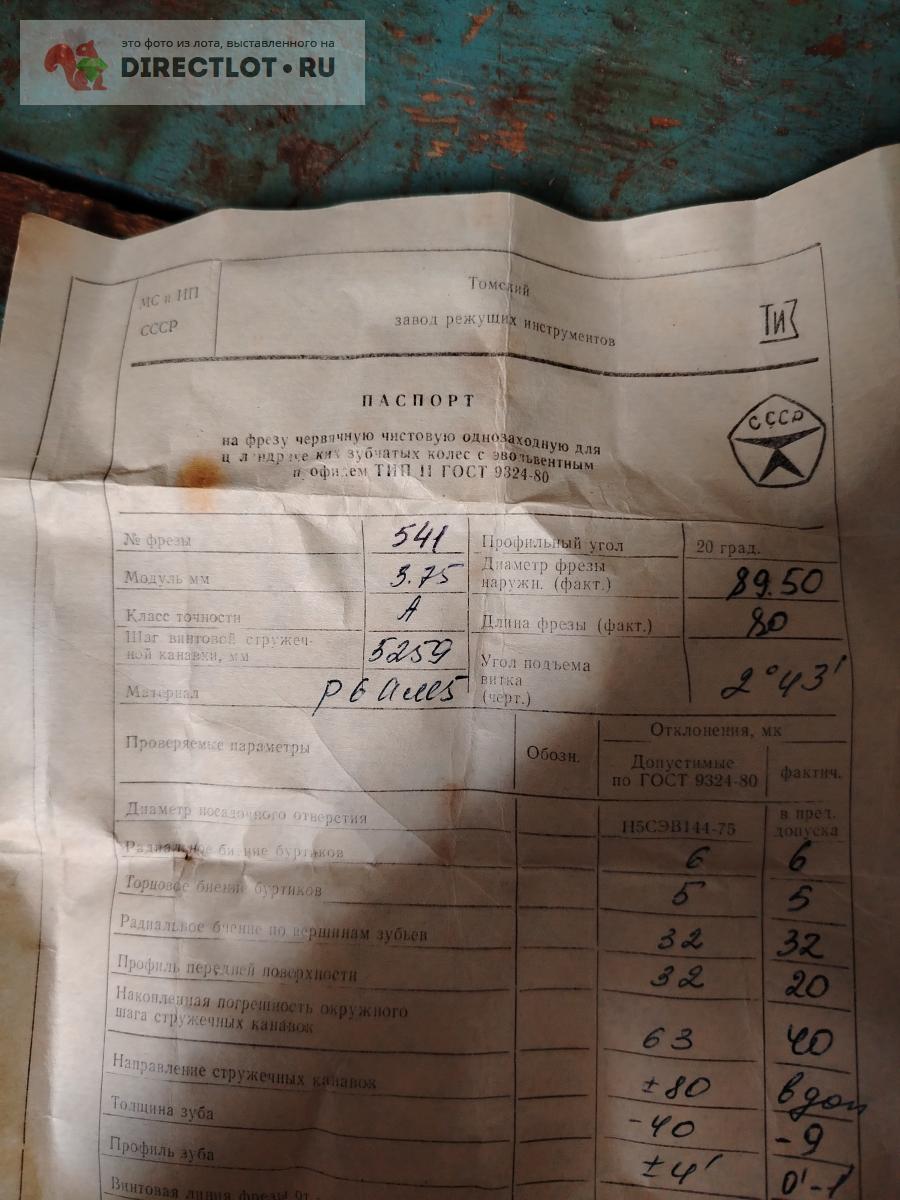 это фото из лота, выставленного на
DIRECTLOT.RU
МС и ИП
СССР
Томский
завод режущих инструментов
ТИЗ
ПАСПОРТ
СССР
на фрезу червячную чистовую однозаходную для
цилиндрических зубчатых колес с эвольвентным
профилем ТИП II ГОСТ 9324-80
№ фрезы 541 Профильный угол 20 град.
Модуль мм 3.75 Диаметр фрезы наружн. (факт.) 89.50
Класс точности А Длина фрезы (факт.) 80
Шаг винтовой стружеч-
ной канавки, мм 5259
Угол подъема
витка
(черт.) 2°43'
Материал Р6АМ5
Проверяемые параметры Обозн. Отклонения, мк
Допустимые
по ГОСТ 9324-80 фактич.
Диаметр посадочного отверстия Н5СЭВ144-75 в пред.
допуска
Радиальное биение буртиков 6 6
Торцовое биение буртиков 5 5
Радиальное биение по вершинам зубьев 32 32
Профиль передней поверхности 32 20
Накопленная погрешность окружного
шага стружечных канавок 63 40
Направление стружечных канавок ±80 в доп
Толщина зуба -40 -9
Профиль зуба ±4' 0'-1'
Винтовая линия фрезы от